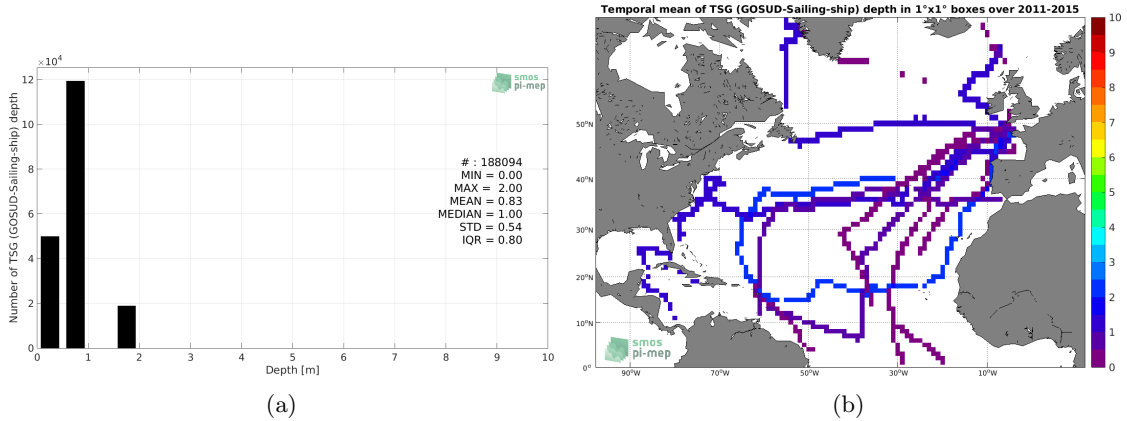 ×10⁴
12
10
8
6
4
2
0
0
1
2
3
4
5
6
7
8
9
10
Number of TSG (GOSUD-Sailing-ship) depth
Depth [m]
smos
pi-mep
# : 188094
MIN = 0.00
MAX = 2.00
MEAN = 0.83
MEDIAN = 1.00
STD = 0.54
IQR = 0.80
(a)
Temporal mean of TSG (GOSUD-Sailing-ship) depth in 1°x1° boxes over 2011-2015
50°N
40°N
30°N
20°N
10°N
0°
90°W
70°W
50°W
30°W
10°W
smos
pi-mep
10
9
8
7
6
5
4
3
2
1
0
(b)